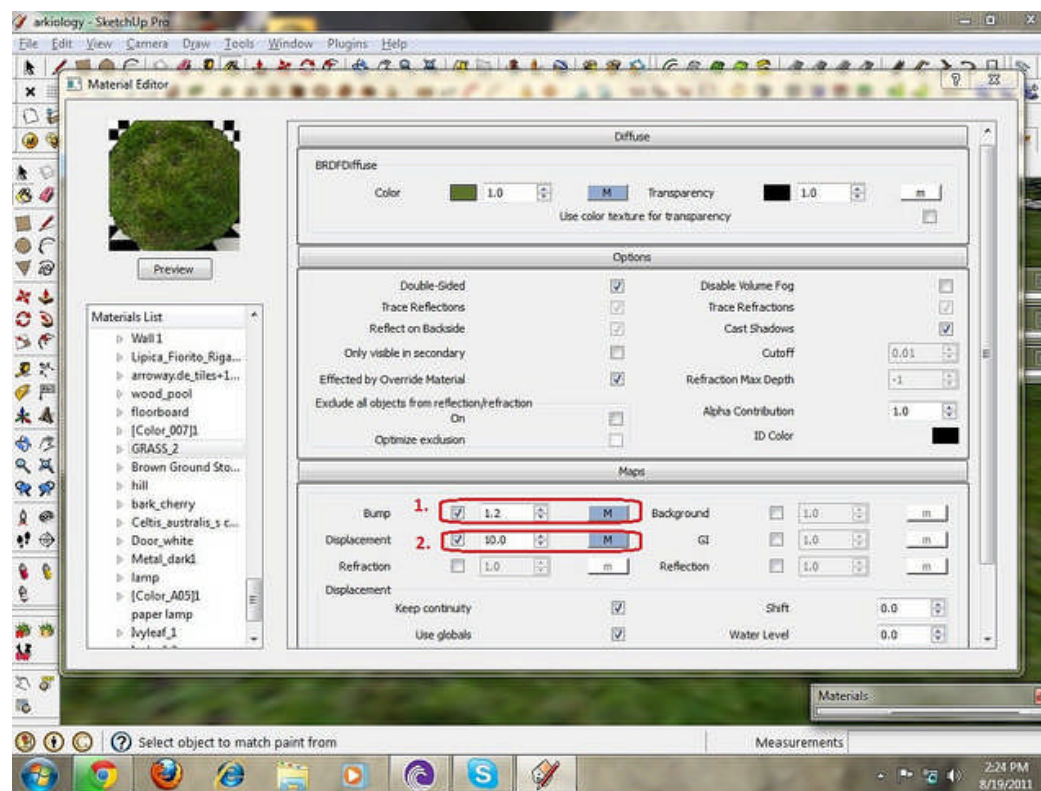 arkiology - SketchUp Pro
File Edit View Camera Draw Tools Window Plugins Help
Material Editor
Diffuse
BRDFDiffuse
Color 1.0 M Transparency 1.0 m
Use color texture for transparency
Preview
Options
Double-Sided Disable Volume Fog
Trace Reflections Trace Refractions
Reflect on Backside Cast Shadows
Only visible in secondary Cutoff 0.01
Effected by Override Material Refraction Max Depth -1
Exclude all objects from reflection/refraction
On Alpha Contribution 1.0
Optimize exclusion ID Color
Materials List
Wall 1
Lipica_Fiorito_Riga...
arroway.de_tiles+1...
wood_pool
floorboard
[Color_007]1
GRASS_2
Brown Ground Sto...
hill
bark_cherry
Celtis_australis_s c...
Door_white
Metal_dark1
lamp
[Color_A05]1
paper lamp
Ivyleaf_1
Maps
Bump 1. 1.2 M Background 1.0 m
Displacement 2. 10.0 M GI 1.0 m
Refraction 1.0 m Reflection 1.0 m
Displacement
Keep continuity Shift 0.0
Use globals Water Level 0.0
Materials
Select object to match paint from Measurements
2:24 PM
8/19/2011